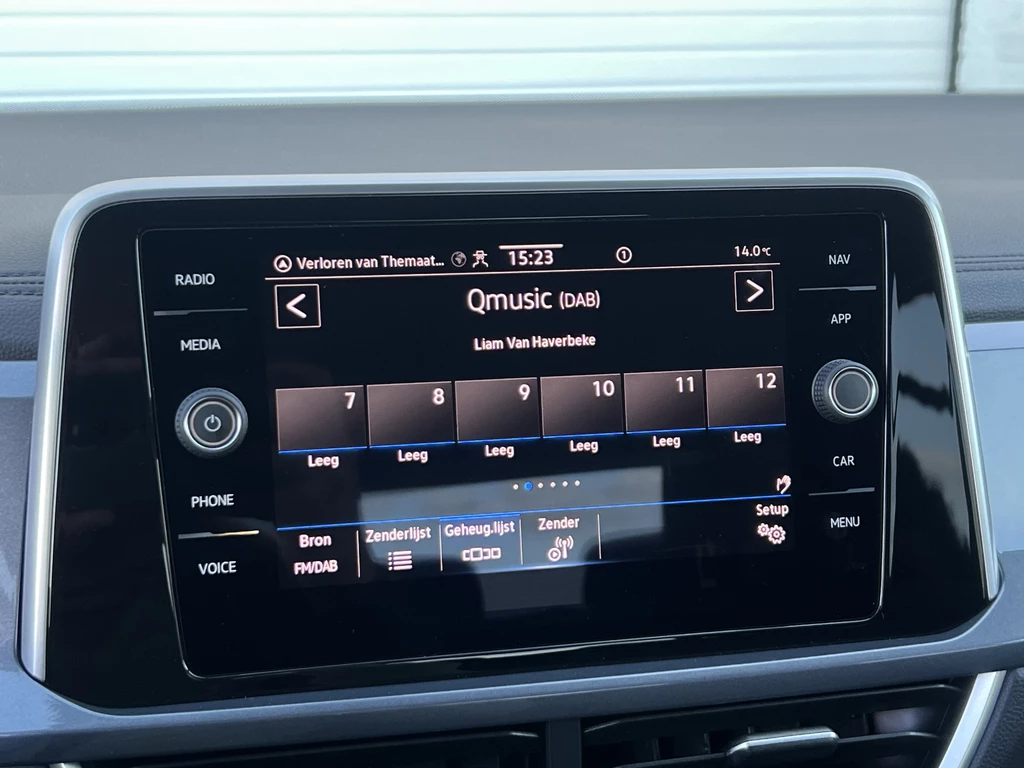 RADIO
MEDIA
PHONE
VOICE
Verloren van Themaat...
15:23
1
14.0°C
<
Qmusic (DAB)
>
Liam Van Haverbeke
7 8 9 10 11 12
Leeg Leeg Leeg Leeg Leeg Leeg
Bron Zenderlijst Geheug.lijst Zender Setup
FM/DAB
NAV
APP
CAR
MENU